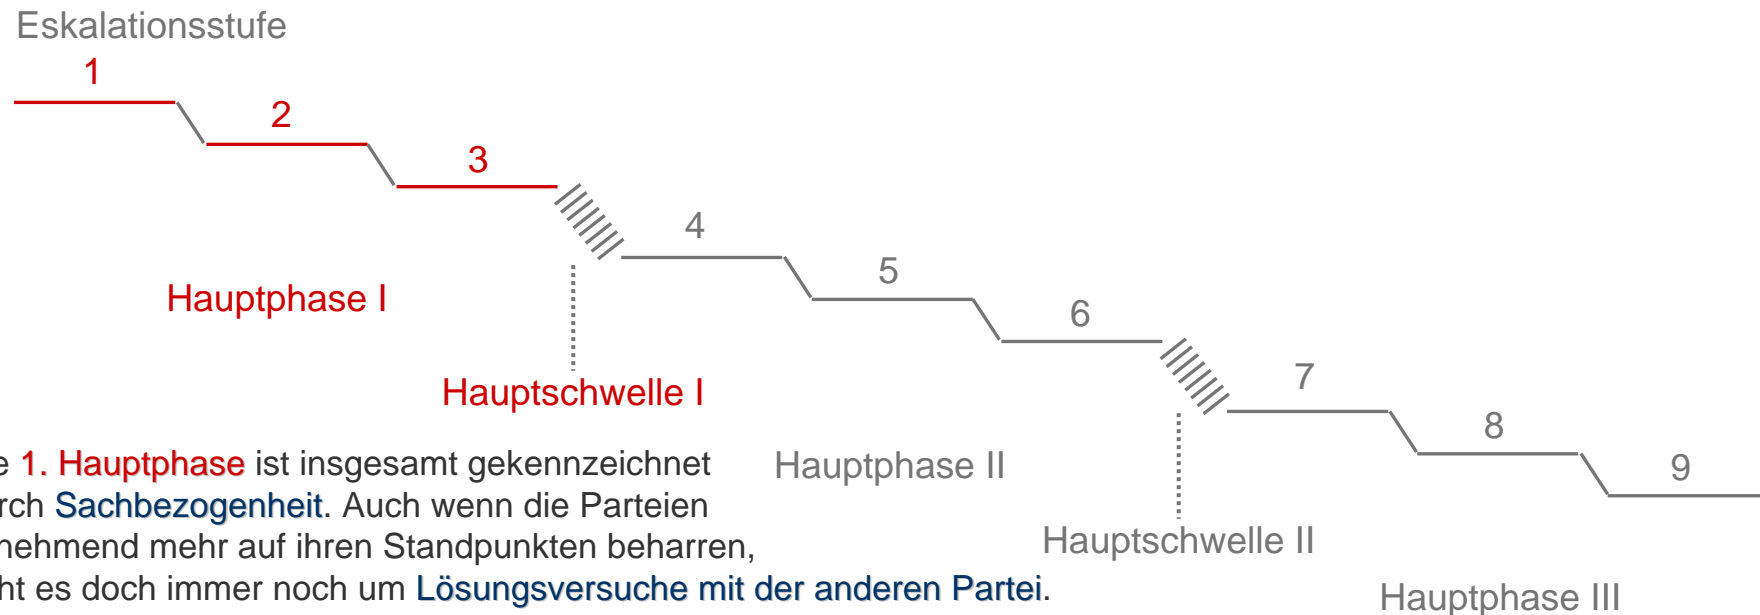 Eskalationsstufe
1
2
3
4
5
6
7
8
9
Hauptphase I
Hauptschwelle I
e 1. Hauptphase ist insgesamt gekennzeichnet
rch Sachbezogenheit. Auch wenn die Parteien
nehmend mehr auf ihren Standpunkten beharren,
ht es doch immer noch um Lösungsversuche mit der anderen Partei.
Hauptphase II
Hauptschwelle II
Hauptphase III